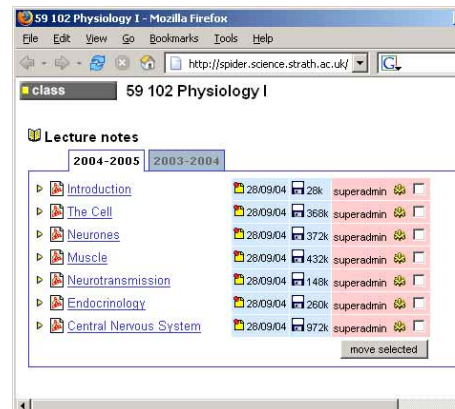 59 102 Physiology I - Mozilla Firefox
File Edit View Go Bookmarks Tools Help
http://spider.science.strath.ac.uk/ G
class 59 102 Physiology I
Lecture notes
2004-2005 2003-2004
Introduction 28/09/04 28k superadmin
The Cell 28/09/04 368k superadmin
Neurones 28/09/04 372k superadmin
Muscle 28/09/04 432k superadmin
Neurotransmission 28/09/04 148k superadmin
Endocrinology 28/09/04 260k superadmin
Central Nervous System 28/09/04 972k superadmin
move selected